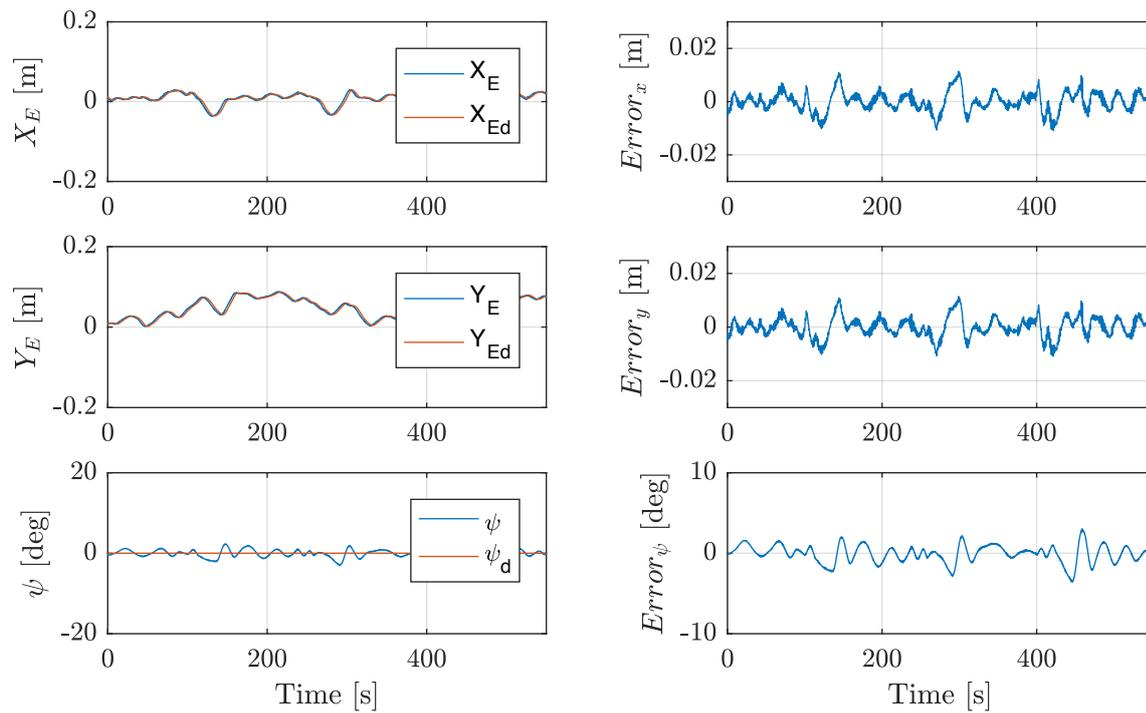 0.2
0
-0.2
X_E [m]
X_E
X_Ed
0 200 400
0.02
0
-0.02
Error_x [m]
0 200 400
0.2
0
-0.2
Y_E [m]
Y_E
Y_Ed
0 200 400
0.02
0
-0.02
Error_y [m]
0 200 400
20
0
-20
ψ [deg]
ψ
ψ_d
0 200 400
Time [s]
10
0
-10
Error_ψ [deg]
0 200 400
Time [s]